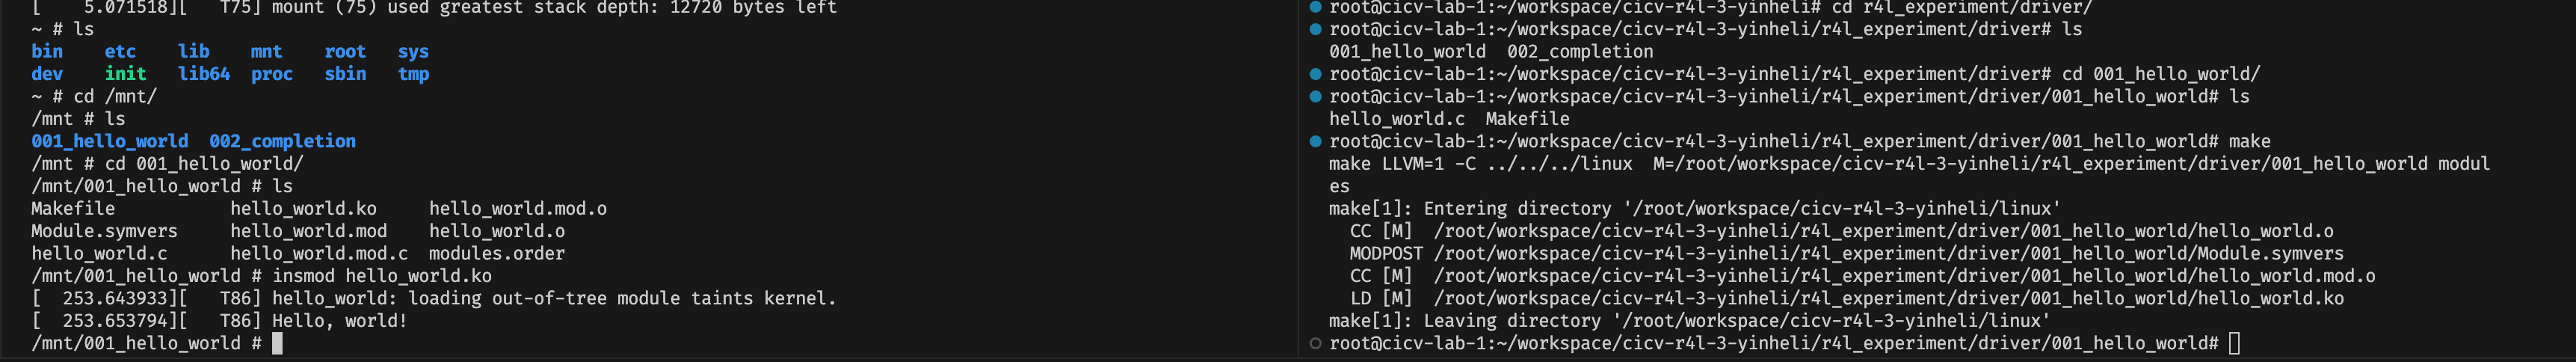 [    5.071518][   T75] mount (75) used greatest stack depth: 12720 bytes left
~ # ls
bin    etc    lib    mnt    root   sys
dev    init   lib64  proc   sbin   tmp
~ # cd /mnt/
/mnt # ls
001_hello_world  002_completion
/mnt # cd 001_hello_world/
/mnt/001_hello_world # ls
Makefile           hello_world.ko     hello_world.mod.o
Module.symvers     hello_world.mod    hello_world.o
hello_world.c      hello_world.mod.c  modules.order
/mnt/001_hello_world # insmod hello_world.ko
[  253.643933][   T86] hello_world: loading out-of-tree module taints kernel.
[  253.653794][   T86] Hello, world!
/mnt/001_hello_world #
root@cicv-lab-1:~/workspace/cicv-r4l-3-yinheli# cd r4l_experiment/driver/
root@cicv-lab-1:~/workspace/cicv-r4l-3-yinheli/r4l_experiment/driver# ls
001_hello_world  002_completion
root@cicv-lab-1:~/workspace/cicv-r4l-3-yinheli/r4l_experiment/driver# cd 001_hello_world/
root@cicv-lab-1:~/workspace/cicv-r4l-3-yinheli/r4l_experiment/driver/001_hello_world# ls
hello_world.c  Makefile
root@cicv-lab-1:~/workspace/cicv-r4l-3-yinheli/r4l_experiment/driver/001_hello_world# make
make LLVM=1 -C ../../../linux  M=/root/workspace/cicv-r4l-3-yinheli/r4l_experiment/driver/001_hello_world modul
es
make[1]: Entering directory '/root/workspace/cicv-r4l-3-yinheli/linux'
  CC [M]  /root/workspace/cicv-r4l-3-yinheli/r4l_experiment/driver/001_hello_world/hello_world.o
  MODPOST /root/workspace/cicv-r4l-3-yinheli/r4l_experiment/driver/001_hello_world/Module.symvers
  CC [M]  /root/workspace/cicv-r4l-3-yinheli/r4l_experiment/driver/001_hello_world/hello_world.mod.o
  LD [M]  /root/workspace/cicv-r4l-3-yinheli/r4l_experiment/driver/001_hello_world/hello_world.ko
make[1]: Leaving directory '/root/workspace/cicv-r4l-3-yinheli/linux'
root@cicv-lab-1:~/workspace/cicv-r4l-3-yinheli/r4l_experiment/driver/001_hello_world#